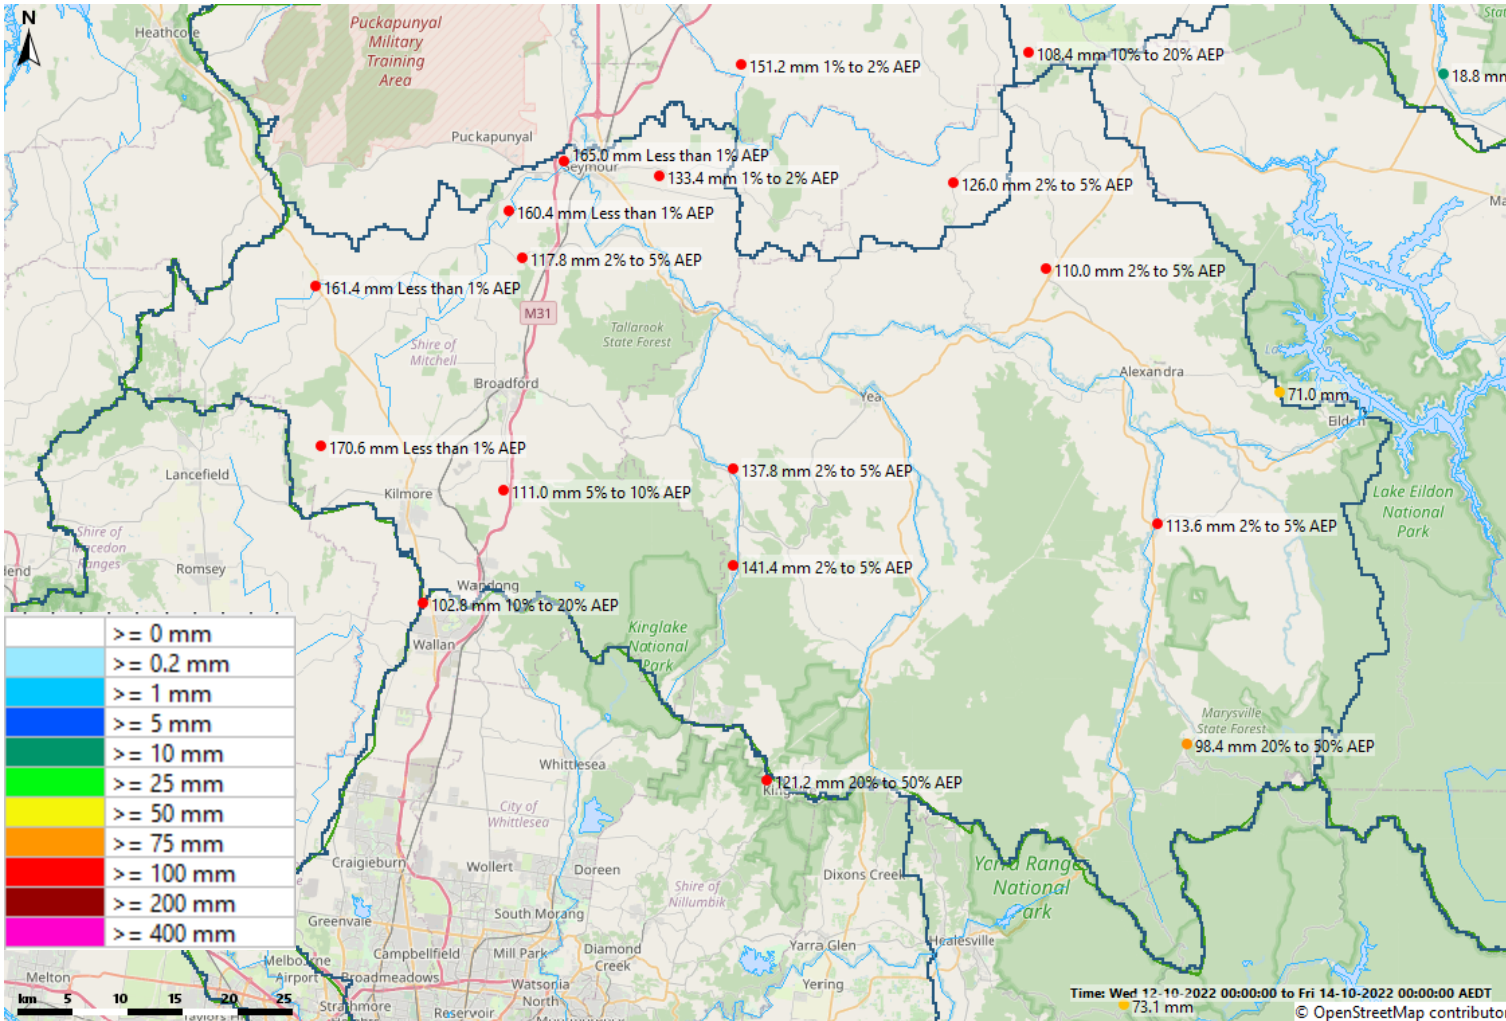 N
Heathcote
Puckapunyal
Military
Training
Area
State
151.2 mm 1% to 2% AEP
108.4 mm 10% to 20% AEP
18.8 mm
Puckapunyal
165.0 mm Less than 1% AEP
Seymour
133.4 mm 1% to 2% AEP
126.0 mm 2% to 5% AEP
160.4 mm Less than 1% AEP
117.8 mm 2% to 5% AEP
110.0 mm 2% to 5% AEP
161.4 mm Less than 1% AEP
M31
Tallarook
State Forest
Shire of
Mitchell
Broadford
Alexandra
71.0 mm
Yea
Eildon
170.6 mm Less than 1% AEP
Lancefield
137.8 mm 2% to 5% AEP
Kilmore
111.0 mm 5% to 10% AEP
Lake Eildon
National
Park
113.6 mm 2% to 5% AEP
Shire of
Macedon
Ranges
Romsey
141.4 mm 2% to 5% AEP
Wandong
102.8 mm 10% to 20% AEP
Wallan
Kinglake
National
Park
>= 0 mm
>= 0.2 mm
>= 1 mm
>= 5 mm
>= 10 mm
>= 25 mm
>= 50 mm
>= 75 mm
>= 100 mm
>= 200 mm
>= 400 mm
Marysville
State Forest
98.4 mm 20% to 50% AEP
Whittlesea
121.2 mm 20% to 50% AEP
City of
Whittlesea
Craigieburn
Wollert
Doreen
Shire of
Nillumbik
Dixons Creek
Yarra Range
National
Park
Greenvale
South Morang
Campbellfield
Mill Park
Diamond
Creek
Yarra Glen
Healesville
Melbourne
Airport
Broadmeadows
Watsonia
North
Yering
Melton
Strathmore
Reservoir
km 5 10 15 20 25
Time: Wed 12-10-2022 00:00:00 to Fri 14-10-2022 00:00:00 AEDT
73.1 mm
© OpenStreetMap contributor